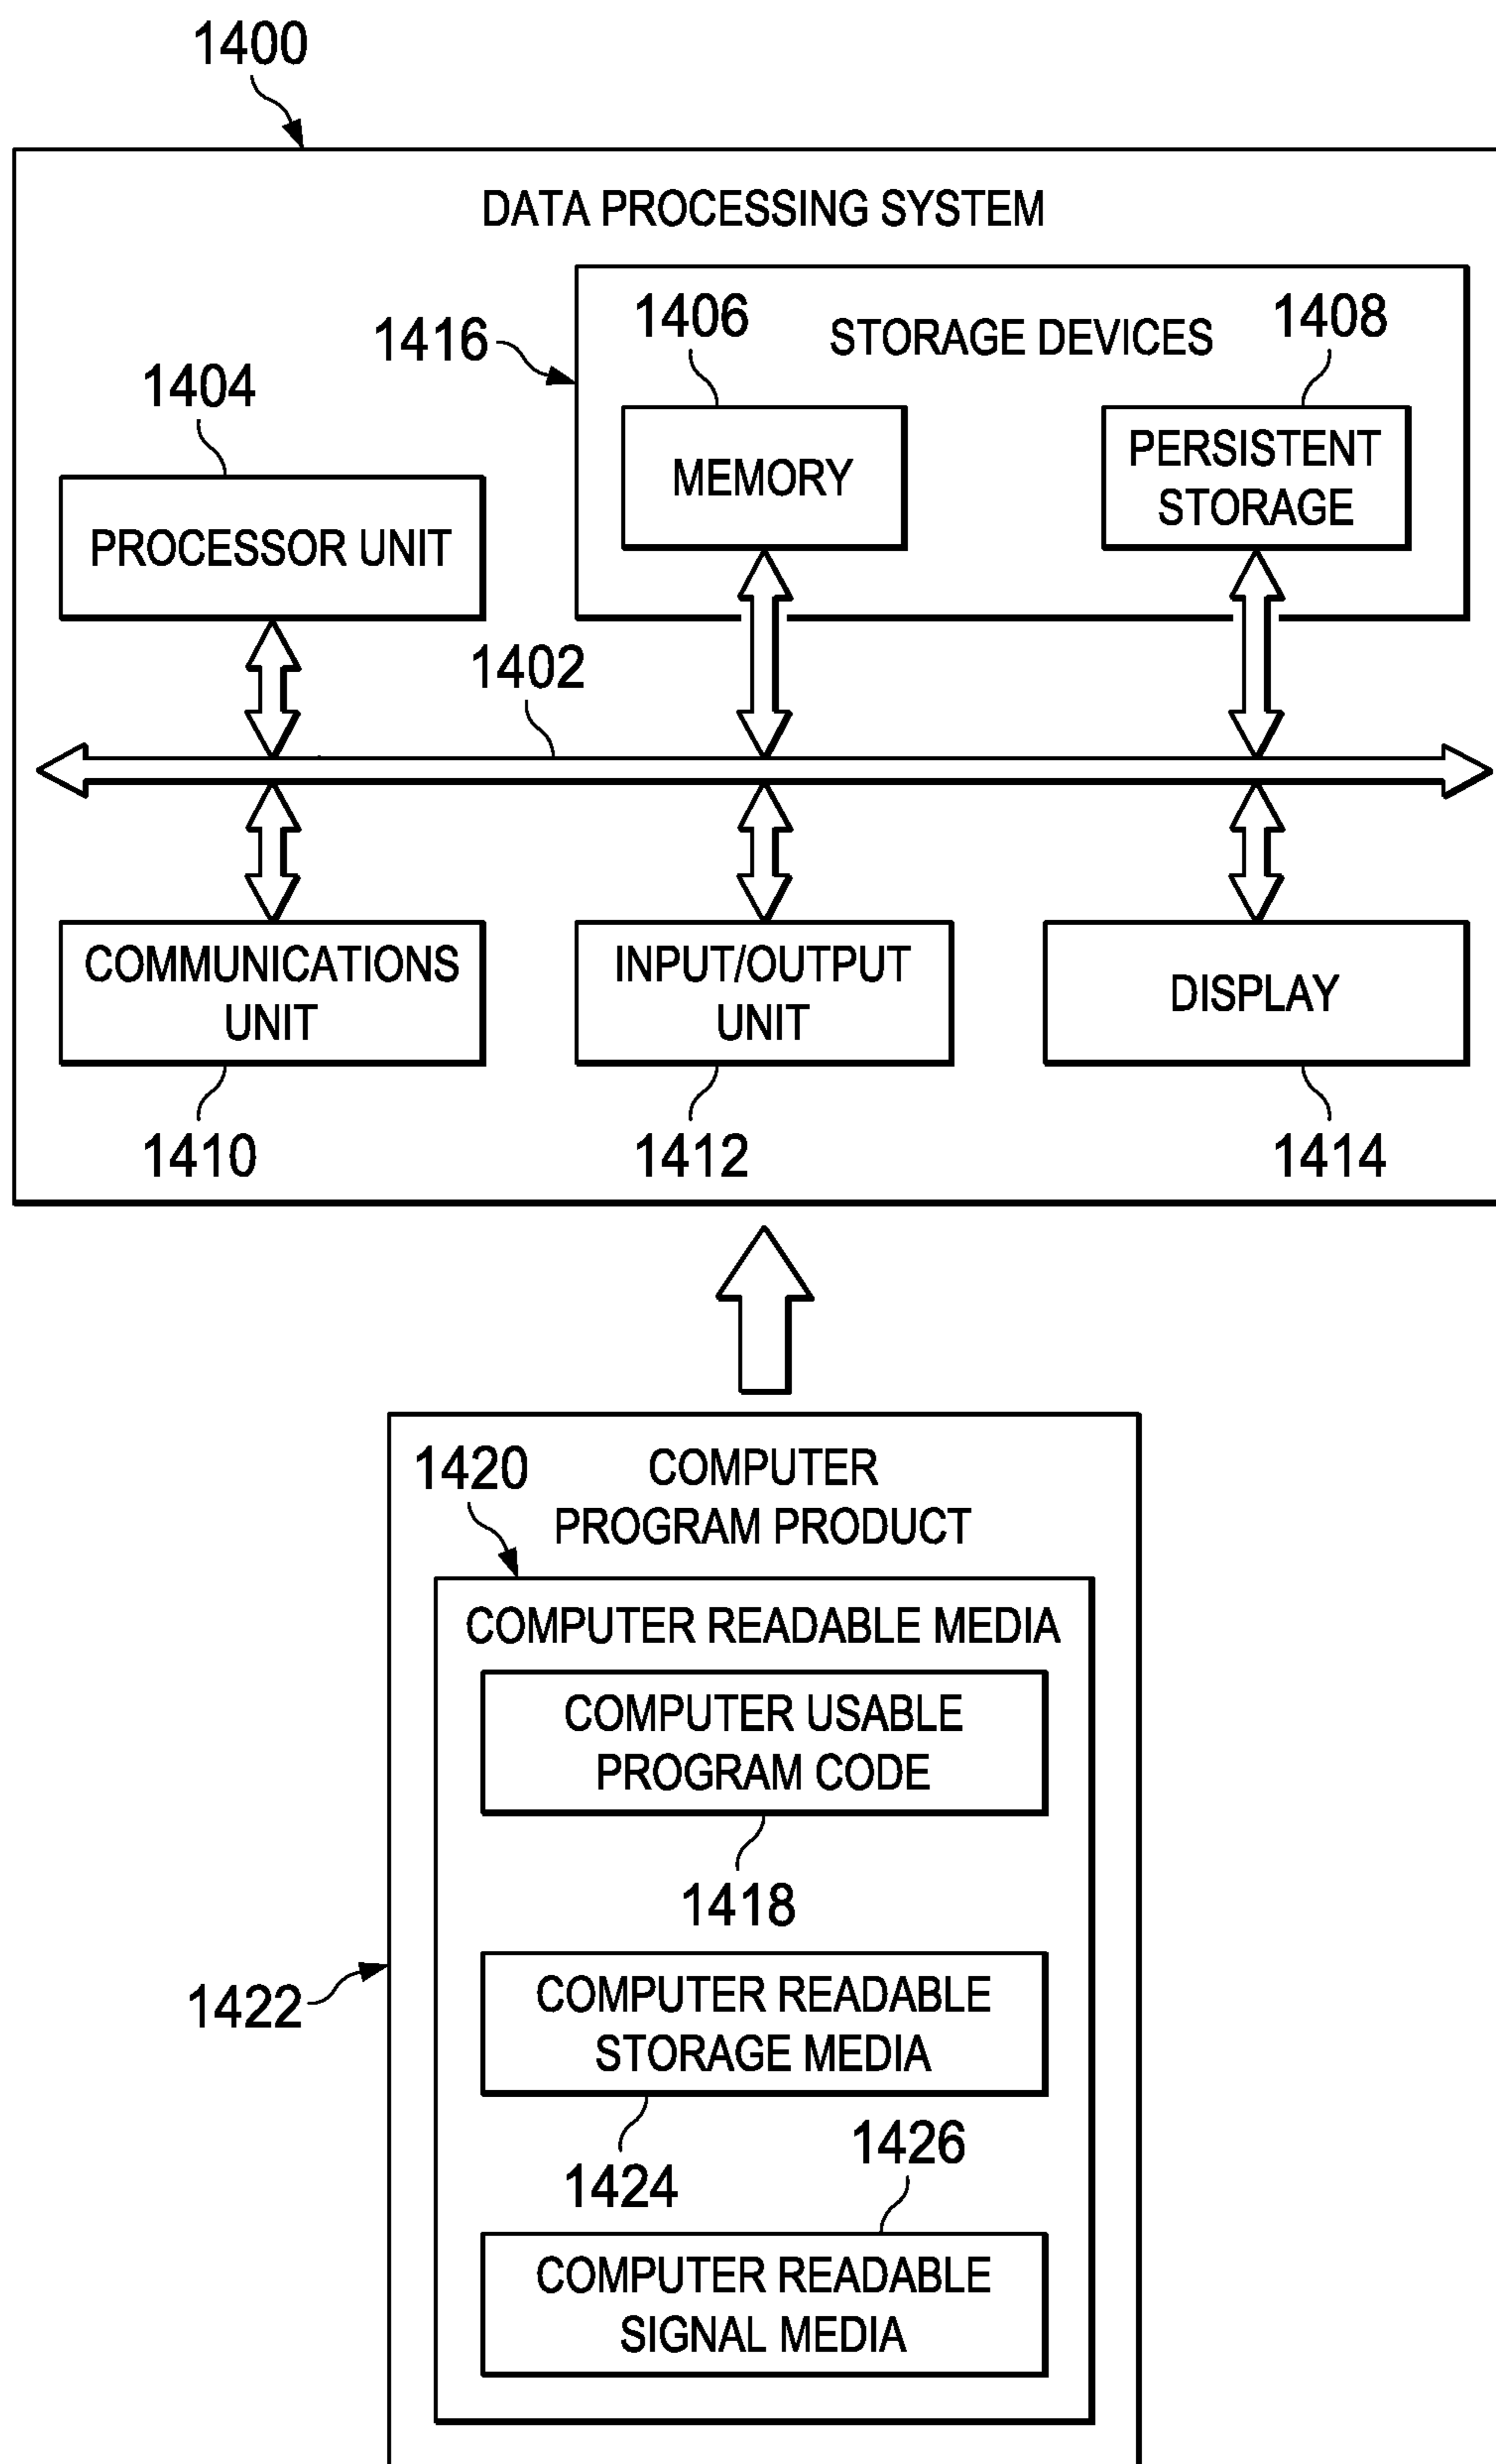 1400
DATA PROCESSING SYSTEM
1416
1406
STORAGE DEVICES
1408
1404
MEMORY
PERSISTENT
STORAGE
PROCESSOR UNIT
1402
COMMUNICATIONS
UNIT
INPUT/OUTPUT
UNIT
DISPLAY
1410
1412
1414
1420
COMPUTER
PROGRAM PRODUCT
COMPUTER READABLE MEDIA
COMPUTER USABLE
PROGRAM CODE
1418
1422
COMPUTER READABLE
STORAGE MEDIA
1424
1426
COMPUTER READABLE
SIGNAL MEDIA